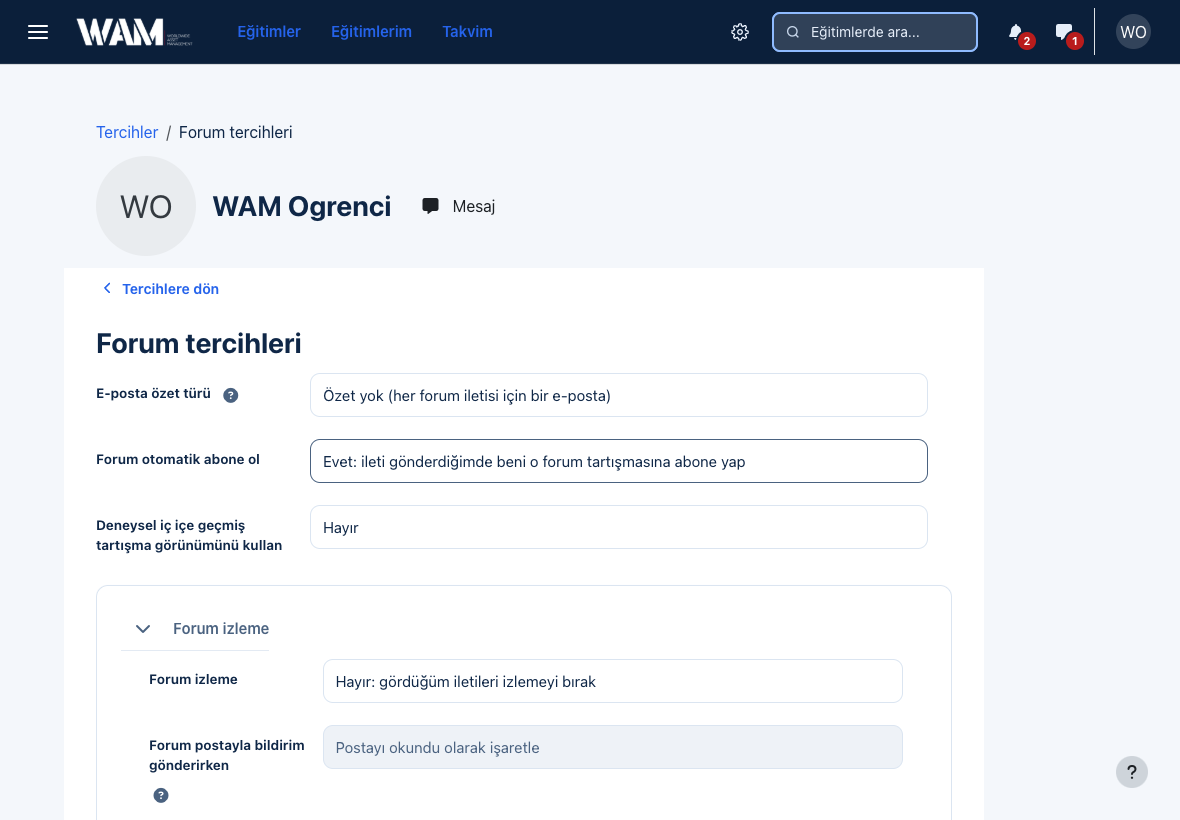 WAM
WORLDWIDE
ASSET
MANAGEMENT
Eğitimler
Eğitimlerim
Takvim
Eğitimlerde ara...
2
1
WO
Tercihler / Forum tercihleri
WO
WAM Ogrenci
Mesaj
Tercihlere dön
Forum tercihleri
E-posta özet türü ?
Özet yok (her forum iletisi için bir e-posta)
Forum otomatik abone ol
Evet: ileti gönderdiğimde beni o forum tartışmasına abone yap
Deneysel iç içe geçmiş
tartışma görünümünü kullan
Hayır
Forum izleme
Forum izleme
Hayır: gördüğüm iletileri izlemeyi bırak
Forum postayla bildirim
gönderirken
?
Postayı okundu olarak işaretle
?